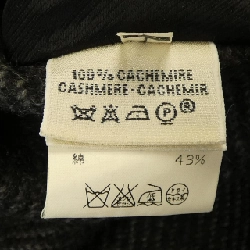 100% CACHEMIRE
CASHMERE-CACHEMIR
P
綿 43%